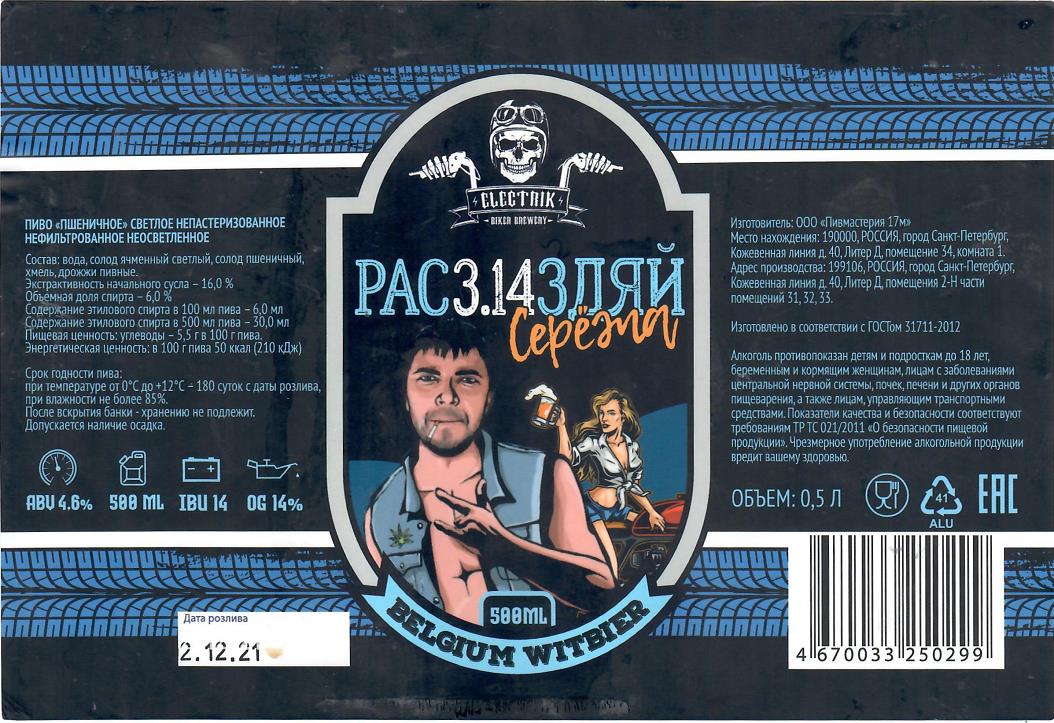 ПИВО «ПШЕНИЧНОЕ» СВЕТЛОЕ НЕПАСТЕРИЗОВАННОЕ
НЕФИЛЬТРОВАННОЕ НЕОСВЕТЛЕННОЕ
Состав: вода, солод ячменный светлый, солод пшеничный,
хмель, дрожжи пивные.
Экстрактивность начального сусла – 16,0 %
Объемная доля спирта – 6,0 %
Содержание этилового спирта в 100 мл пива – 6,0 мл
Содержание этилового спирта в 500 мл пива – 30,0 мл
Пищевая ценность: углеводы – 5,5 г в 100 г пива.
Энергетическая ценность: в 100 г пива 50 ккал (210 кДж)
Срок годности пива:
при температуре от 0°С до +12°С – 180 суток с даты розлива,
при влажности не более 85%.
После вскрытия банки - хранению не подлежит.
Допускается наличие осадка.
ABV 4.6% 500 ML IBU 14 OG 14%
Дата розлива
2.12.21
ELECTRIK
BIKER BREWERY
РАС3.14ЗДЯЙ
Серёзла
500ML
BELGIUM WITBIER
Изготовитель: ООО «Пивмастерия 17м»
Место нахождения: 190000, РОССИЯ, город Санкт-Петербург,
Кожевенная линия д. 40, Литер Д, помещение 34, комната 1.
Адрес производства: 199106, РОССИЯ, город Санкт-Петербург,
Кожевенная линия д. 40, Литер Д, помещения 2-Н части
помещений 31, 32, 33.
Изготовлено в соответствии с ГОСТом 31711-2012
Алкоголь противопоказан детям и подросткам до 18 лет,
беременным и кормящим женщинам, лицам с заболеваниями
центральной нервной системы, почек, печени и других органов
пищеварения, а также лицам, управляющим транспортными
средствами. Показатели качества и безопасности соответствуют
требованиям ТР ТС 021/2011 «О безопасности пищевой
продукции». Чрезмерное употребление алкогольной продукции
вредит вашему здоровью.
ОБЪЕМ: 0,5 Л
41
ALU
ЕАС
4 670033 250299